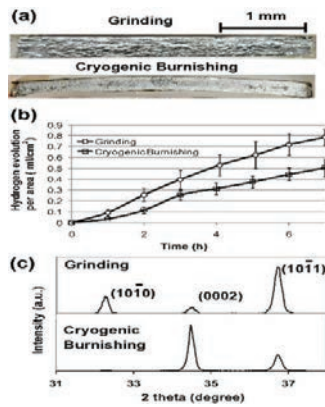 (a)
Grinding
1 mm
Cryogenic Burnishing
(b)
Hydrogen evolution
per area (ml/cm²)
0.9
0.8
0.7
0.6
0.5
0.4
0.3
0.2
0.1
0
Grinding
Cryogenic Burnishing
0 2 4 6
Time (h)
(c)
Intensity (a.u.)
Grinding
(101̄0)
(0002)
(101̄1)
Cryogenic
Burnishing
31 33 35 37
2 theta (degree)